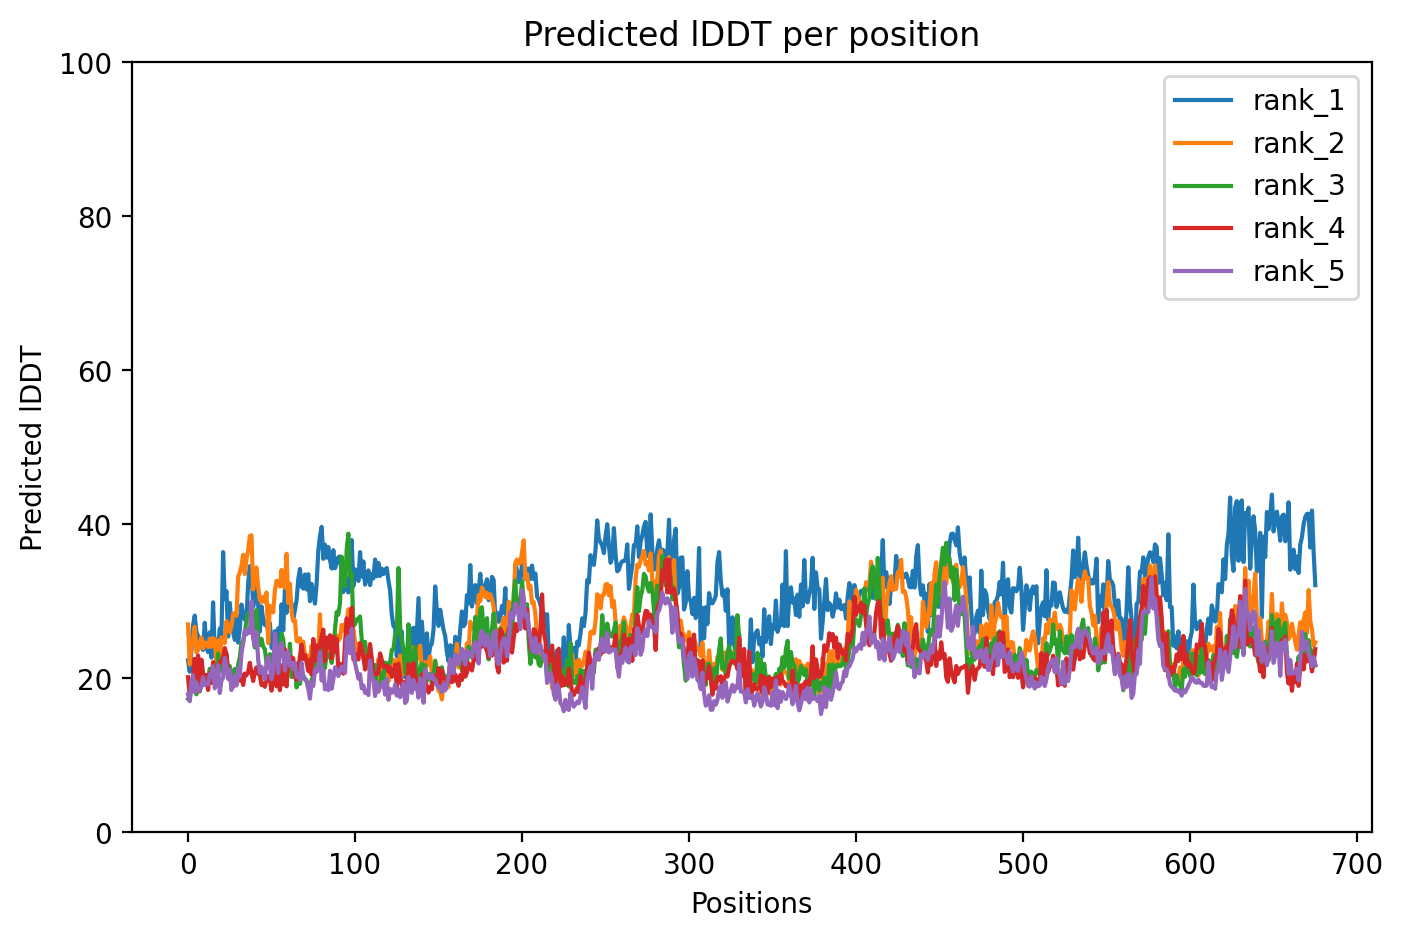 Predicted lDDT per position
100
80
60
40
20
0
Predicted lDDT
0 100 200 300 400 500 600 700
Positions
rank_1
rank_2
rank_3
rank_4
rank_5